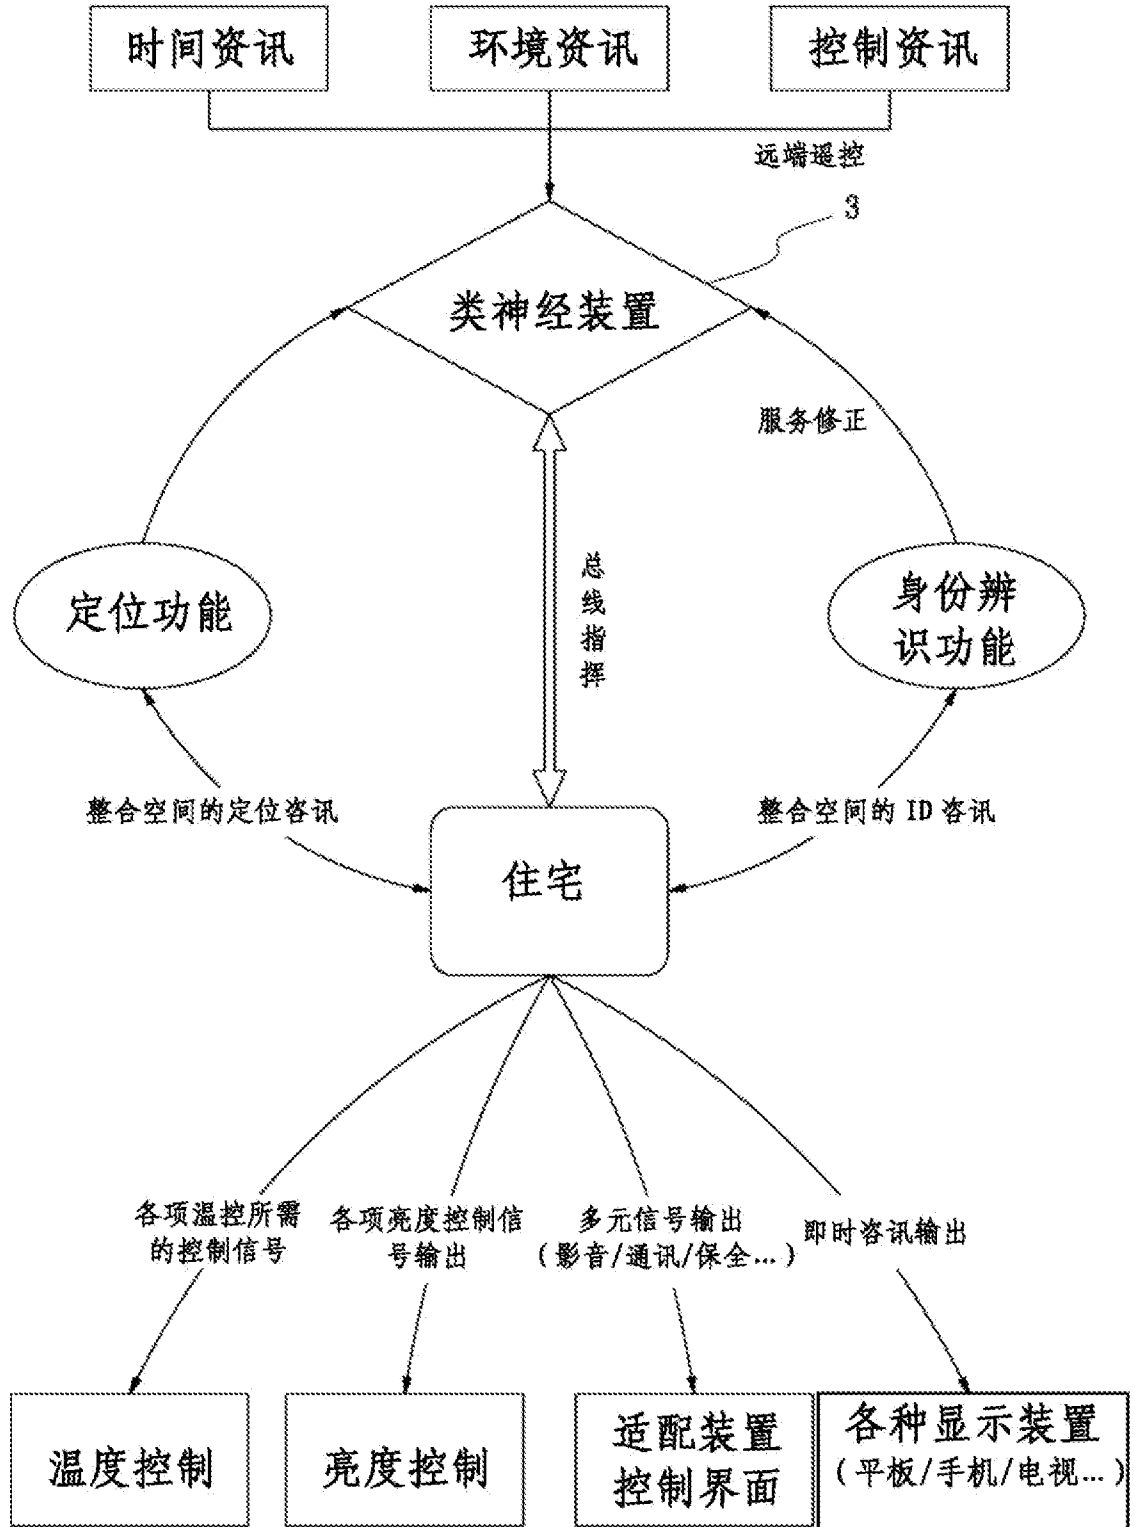 时间资讯
环境资讯
控制资讯
远端遥控
3
类神经装置
服务修正
总
线
指
挥
定位功能
身份辨
识功能
整合空间的定位咨讯
整合空间的 ID 咨讯
住宅
各项温控所需
的控制信号
各项亮度控制信
号输出
多元信号输出
(影音/通讯/保全…)
即时咨讯输出
温度控制
亮度控制
适配装置
控制界面
各种显示装置
(平板/手机/电视…)